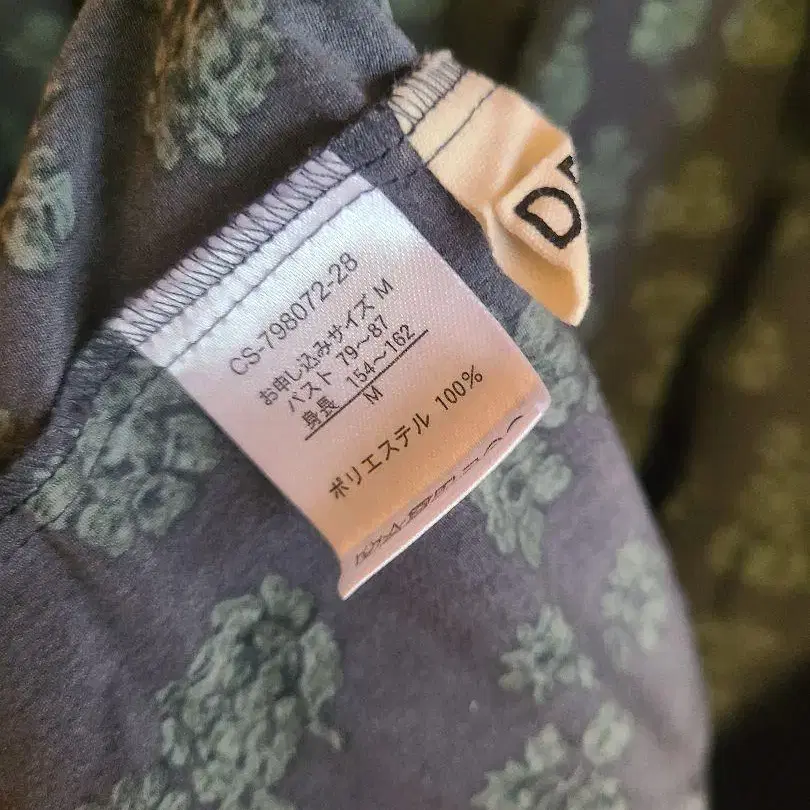 CS-798072-28
お申し込みサイズ M
バスト 79～87
身長 154～162
M
ポリエステル 100%
D